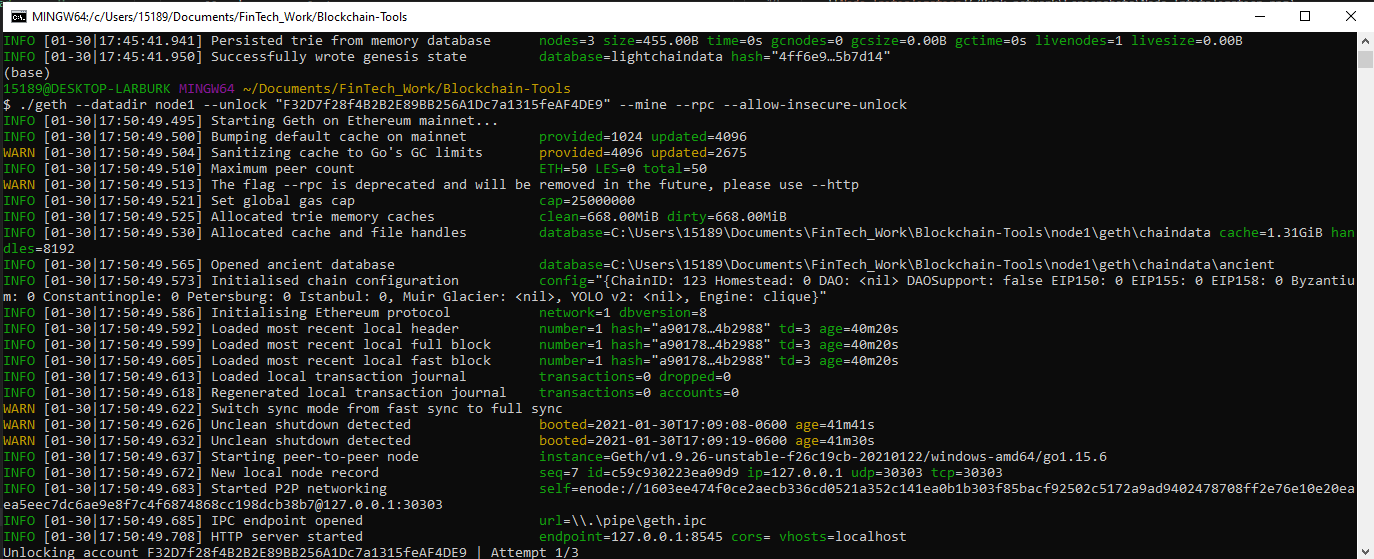 MINGW64:/c/Users/15189/Documents/FinTech_Work/Blockchain-Tools
INFO [01-30|17:45:41.941] Persisted trie from memory database      nodes=3 size=455.00B time=0s gcnodes=0 gcsize=0.00B gctime=0s livenodes=1 livesize=0.00B
INFO [01-30|17:45:41.950] Successfully wrote genesis state         database=lightchaindata hash="4ff6e9…5b7d14"
(base)
15189@DESKTOP-LARBURK MINGW64 ~/Documents/FinTech_Work/Blockchain-Tools
$ ./geth --datadir node1 --unlock "F32D7f28f4B2B2E89BB256A1Dc7a1315feAF4DE9" --mine --rpc --allow-insecure-unlock
INFO [01-30|17:50:49.495] Starting Geth on Ethereum mainnet...
INFO [01-30|17:50:49.500] Bumping default cache on mainnet         provided=1024 updated=4096
WARN [01-30|17:50:49.504] Sanitizing cache to Go's GC limits       provided=4096 updated=2675
INFO [01-30|17:50:49.510] Maximum peer count                       ETH=50 LES=0 total=50
WARN [01-30|17:50:49.513] The flag --rpc is deprecated and will be removed in the future, please use --http
INFO [01-30|17:50:49.521] Set global gas cap                       cap=25000000
INFO [01-30|17:50:49.525] Allocated trie memory caches             clean=668.00MiB dirty=668.00MiB
INFO [01-30|17:50:49.530] Allocated cache and file handles         database=C:\Users\15189\Documents\FinTech_Work\Blockchain-Tools\node1\geth\chaindata cache=1.31GiB han
dles=8192
INFO [01-30|17:50:49.565] Opened ancient database                  database=C:\Users\15189\Documents\FinTech_Work\Blockchain-Tools\node1\geth\chaindata\ancient
INFO [01-30|17:50:49.573] Initialised chain configuration          config="{ChainID: 123 Homestead: 0 DAO: <nil> DAOSupport: false EIP150: 0 EIP155: 0 EIP158: 0 Byzantiu
m: 0 Constantinople: 0 Petersburg: 0 Istanbul: 0, Muir Glacier: <nil>, YOLO v2: <nil>, Engine: clique}"
INFO [01-30|17:50:49.586] Initialising Ethereum protocol           network=1 dbversion=8
INFO [01-30|17:50:49.592] Loaded most recent local header          number=1 hash="a90178…4b2988" td=3 age=40m20s
INFO [01-30|17:50:49.599] Loaded most recent local full block      number=1 hash="a90178…4b2988" td=3 age=40m20s
INFO [01-30|17:50:49.605] Loaded most recent local fast block      number=1 hash="a90178…4b2988" td=3 age=40m20s
INFO [01-30|17:50:49.613] Loaded local transaction journal         transactions=0 dropped=0
INFO [01-30|17:50:49.618] Regenerated local transaction journal    transactions=0 accounts=0
WARN [01-30|17:50:49.622] Switch sync mode from fast sync to full sync
WARN [01-30|17:50:49.626] Unclean shutdown detected                booted=2021-01-30T17:09:08-0600 age=41m41s
WARN [01-30|17:50:49.632] Unclean shutdown detected                booted=2021-01-30T17:09:19-0600 age=41m30s
INFO [01-30|17:50:49.637] Starting peer-to-peer node               instance=Geth/v1.9.26-unstable-f26c19cb-20210122/windows-amd64/go1.15.6
INFO [01-30|17:50:49.672] New local node record                    seq=7 id=c59c930223ea09d9 ip=127.0.0.1 udp=30303 tcp=30303
INFO [01-30|17:50:49.683] Started P2P networking                   self=enode://1603ee474f0ce2aecb336cd0521a352c141ea0b1b303f85bacf92502c5172a9ad9402478708ff2e76e10e20ea
ea5eec7dc6ae9e8f7c4f6874868cc198dcb38b7@127.0.0.1:30303
INFO [01-30|17:50:49.685] IPC endpoint opened                      url=\\.\pipe\geth.ipc
INFO [01-30|17:50:49.708] HTTP server started                      endpoint=127.0.0.1:8545 cors= vhosts=localhost
Unlocking account F32D7f28f4B2B2E89BB256A1Dc7a1315feAF4DE9 | Attempt 1/3